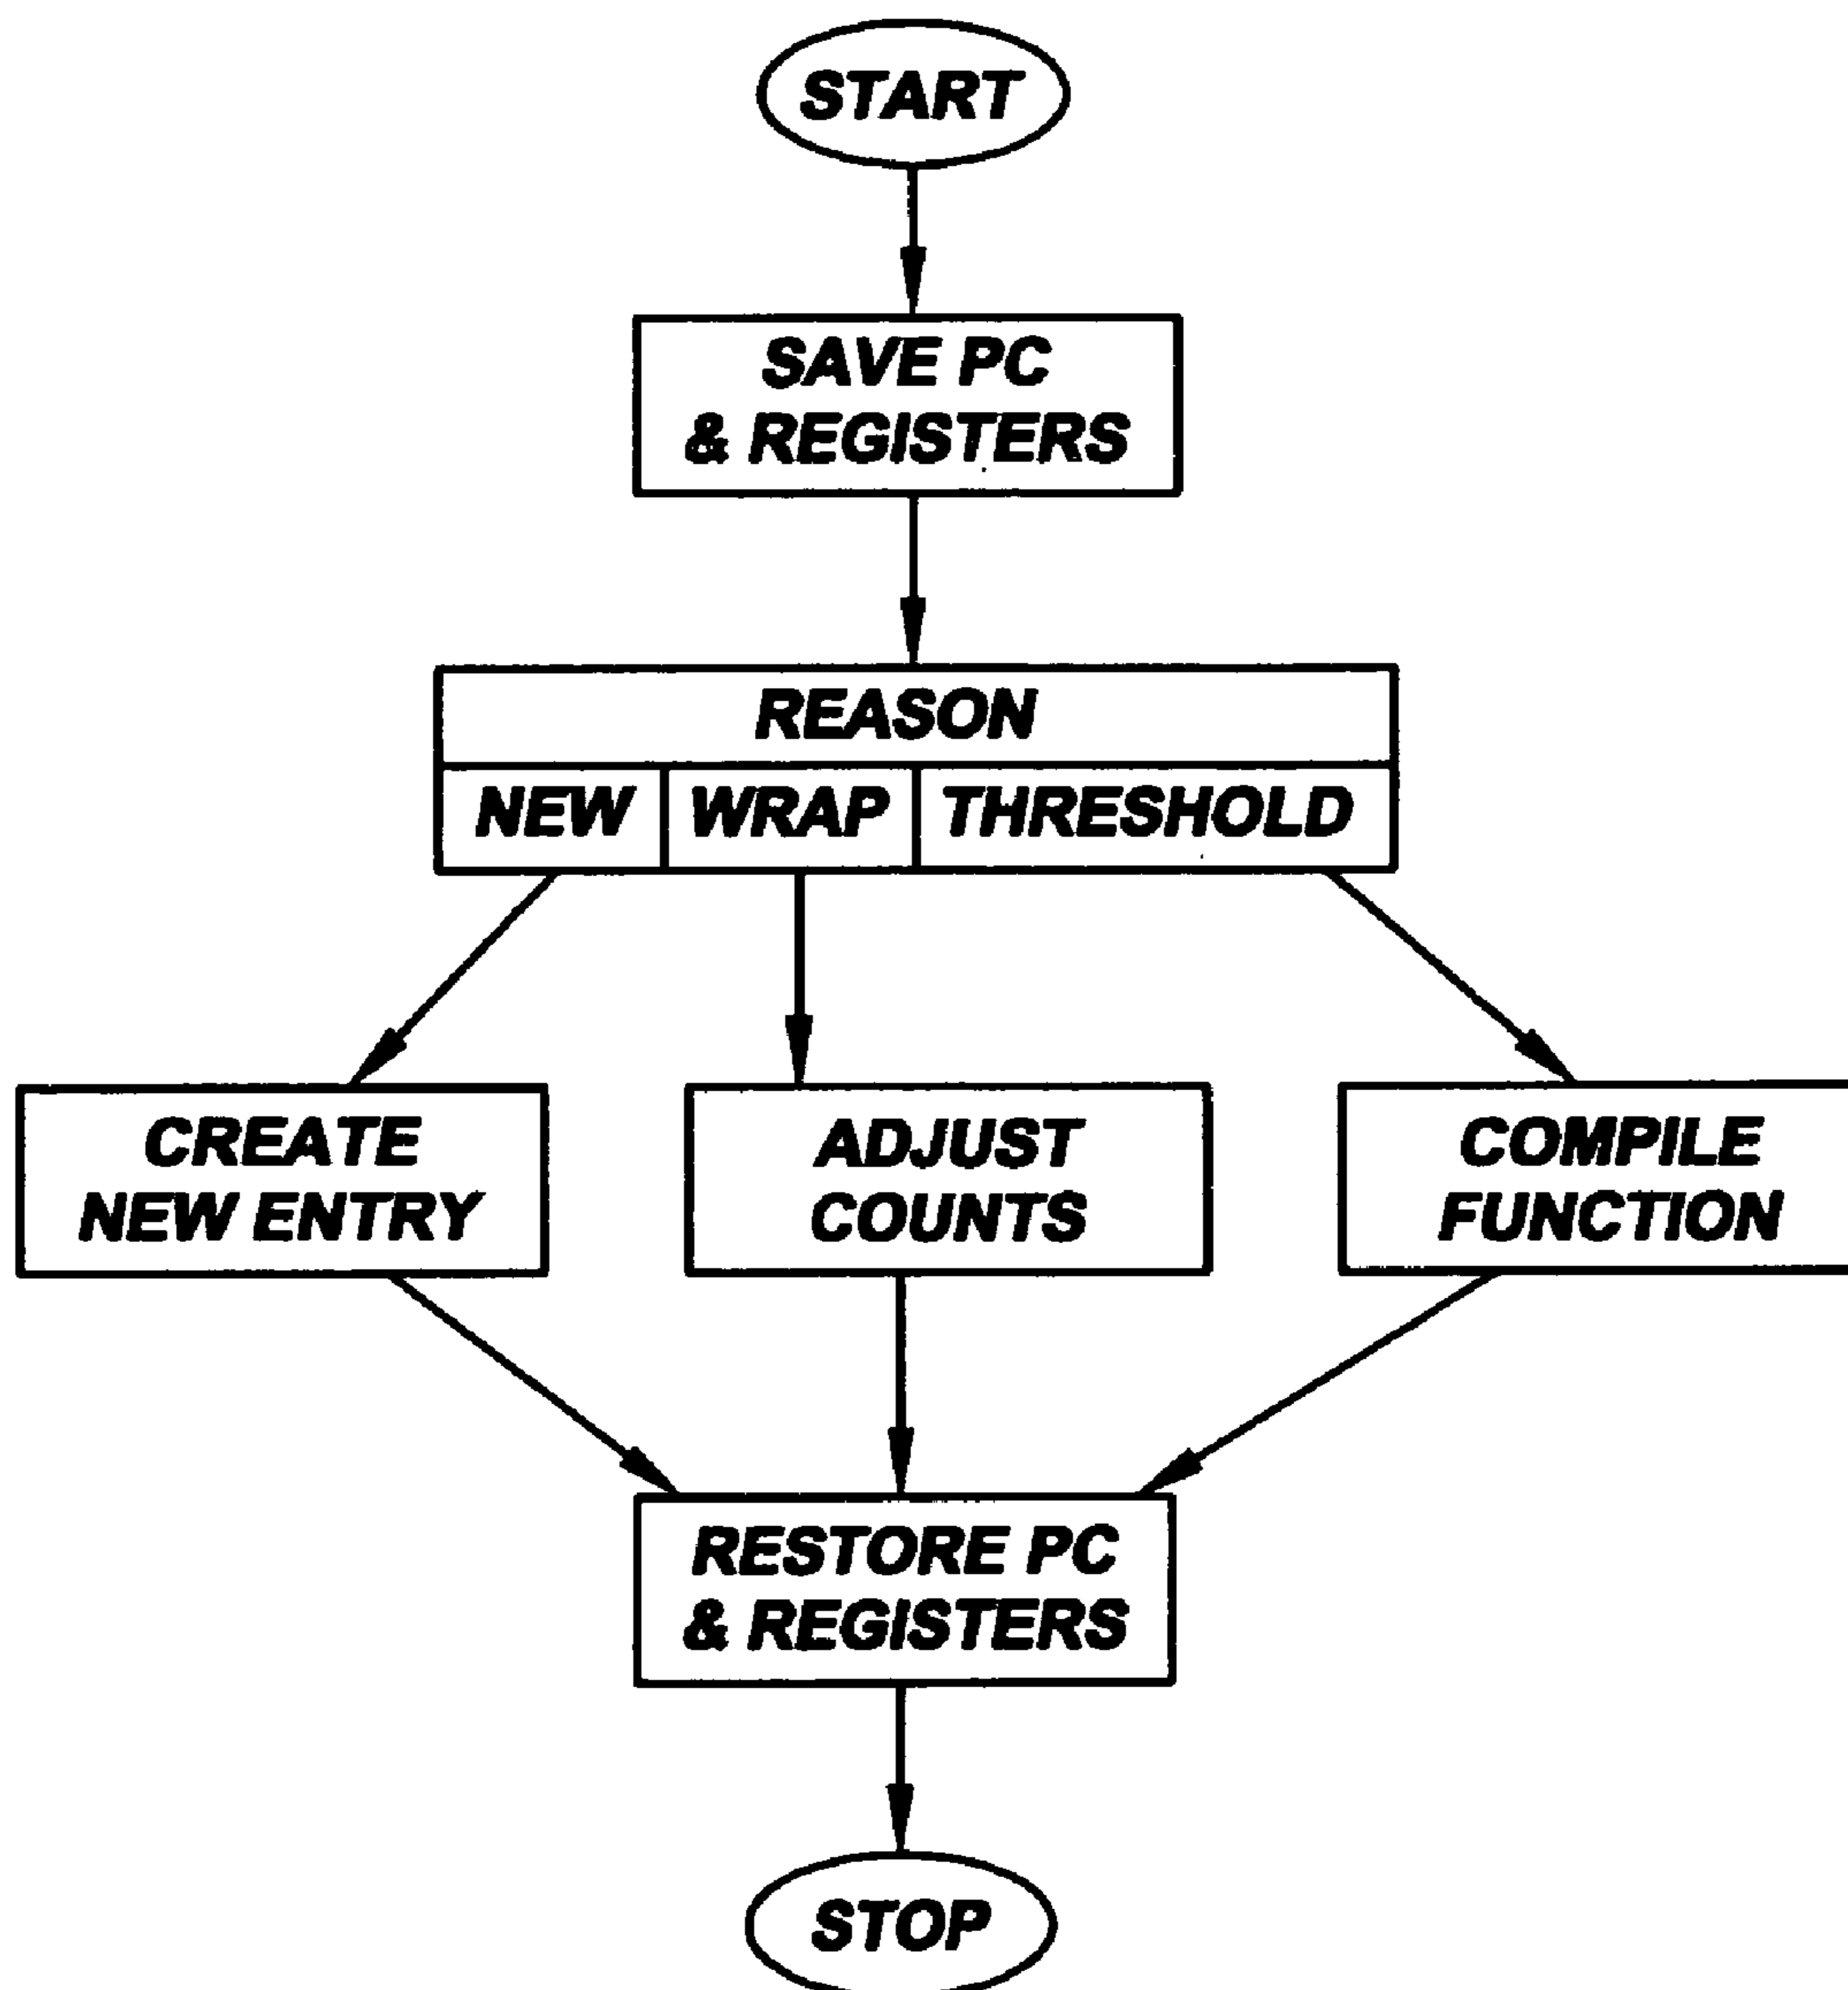 START
SAVE PC
& REGISTERS
REASON
NEW WRAP THRESHOLD
CREATE
NEW ENTRY
ADJUST
COUNTS
COMPILE
FUNCTION
RESTORE PC
& REGISTERS
STOP